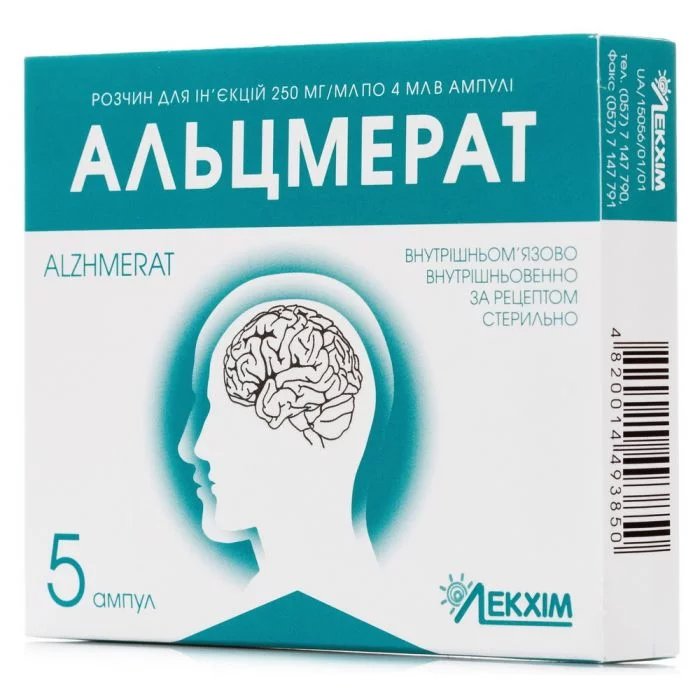 РОЗЧИН ДЛЯ ІН'ЄКЦІЙ 250 МГ/МЛ ПО 4 МЛ В АМПУЛІ
АЛЬЦМЕРАТ
ALZHMERAT
ВНУТРІШНЬОМ'ЯЗОВО
ВНУТРІШНЬОВЕННО
ЗА РЕЦЕПТОМ
СТЕРИЛЬНО
5 ампул
ЛЕКХІМ
ЛЕКХІМ
UA/15056/01/01
тел. (057) 7 147 790,
факс (057) 7 147 791
4 820014 493850